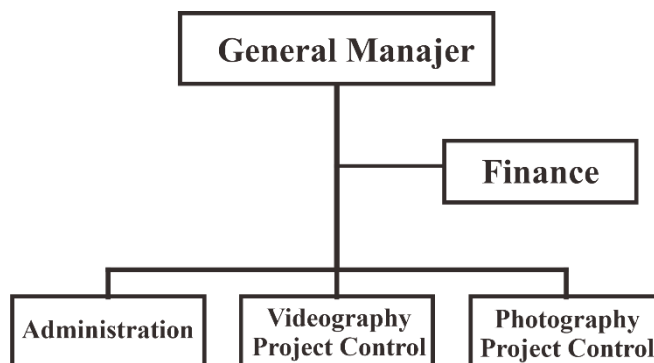 General Manajer
Finance
Administration
Videography
Project Control
Photography
Project Control